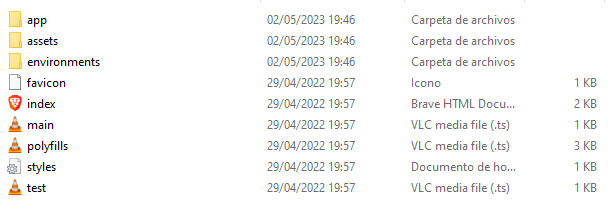 app 02/05/2023 19:46 Carpeta de archivos
assets 02/05/2023 19:46 Carpeta de archivos
environments 02/05/2023 19:46 Carpeta de archivos
favicon 29/04/2022 19:57 Icono 1 KB
index 29/04/2022 19:57 Brave HTML Docu... 2 KB
main 29/04/2022 19:57 VLC media file (.ts) 1 KB
polyfills 29/04/2022 19:57 VLC media file (.ts) 3 KB
styles 29/04/2022 19:57 Documento de ho... 1 KB
test 29/04/2022 19:57 VLC media file (.ts) 1 KB